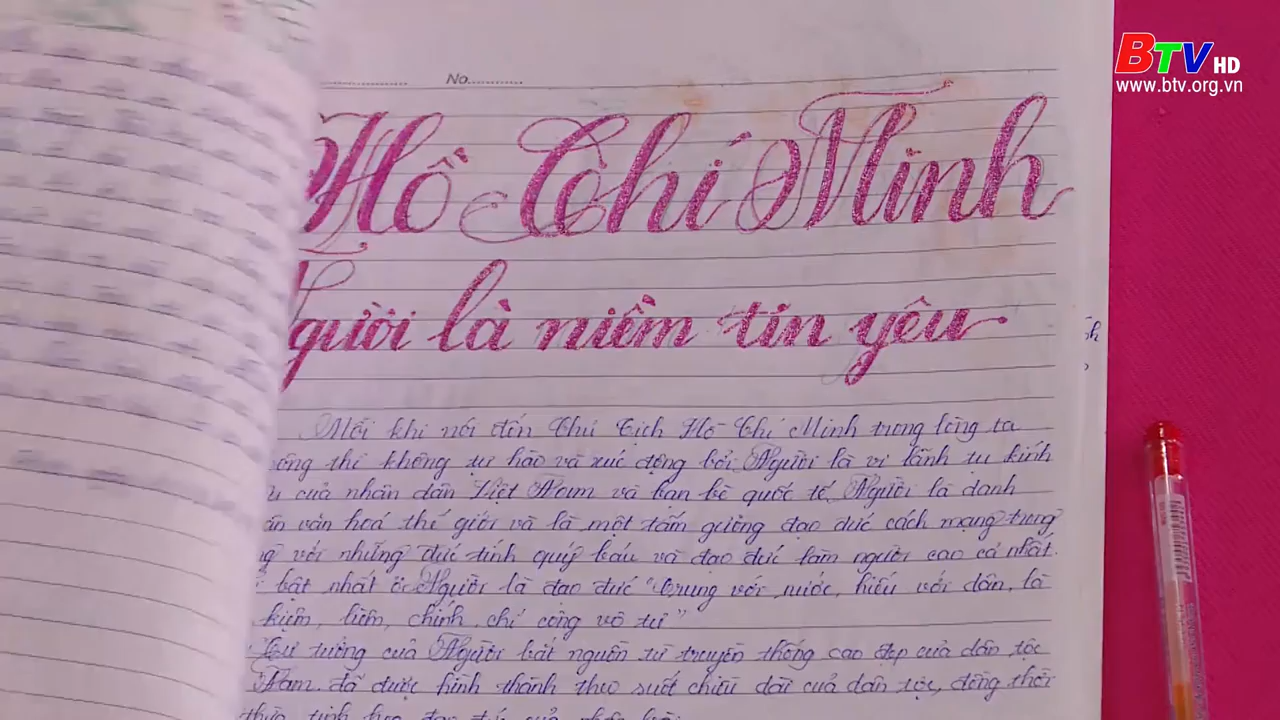 BTV HD
www.btv.org.vn
No.
Hồ Chí Minh
Người là niềm tin yêu
Mỗi khi nói đến Chủ Tịch Hồ Chí Minh trong lòng ta
thì không tự hào và xúc động bởi Người là vị lãnh tụ kính
của nhân dân Việt Nam và bạn bè quốc tế. Người là danh
văn hoá thế giới và là một tấm gương đạo đức cách mạng trong
với những đức tính quý báu và đạo đức làm người cao cả nhất.
bật nhất ở Người là đạo đức "Trung với nước, hiếu với dân, là
kiệm, liêm, chính, chí công vô tư"
Tư tưởng của Người bắt nguồn từ truyền thống cao đẹp của dân tộc
Nam. đã được hình thành theo suốt chiều dài của dân tộc, đồng thời